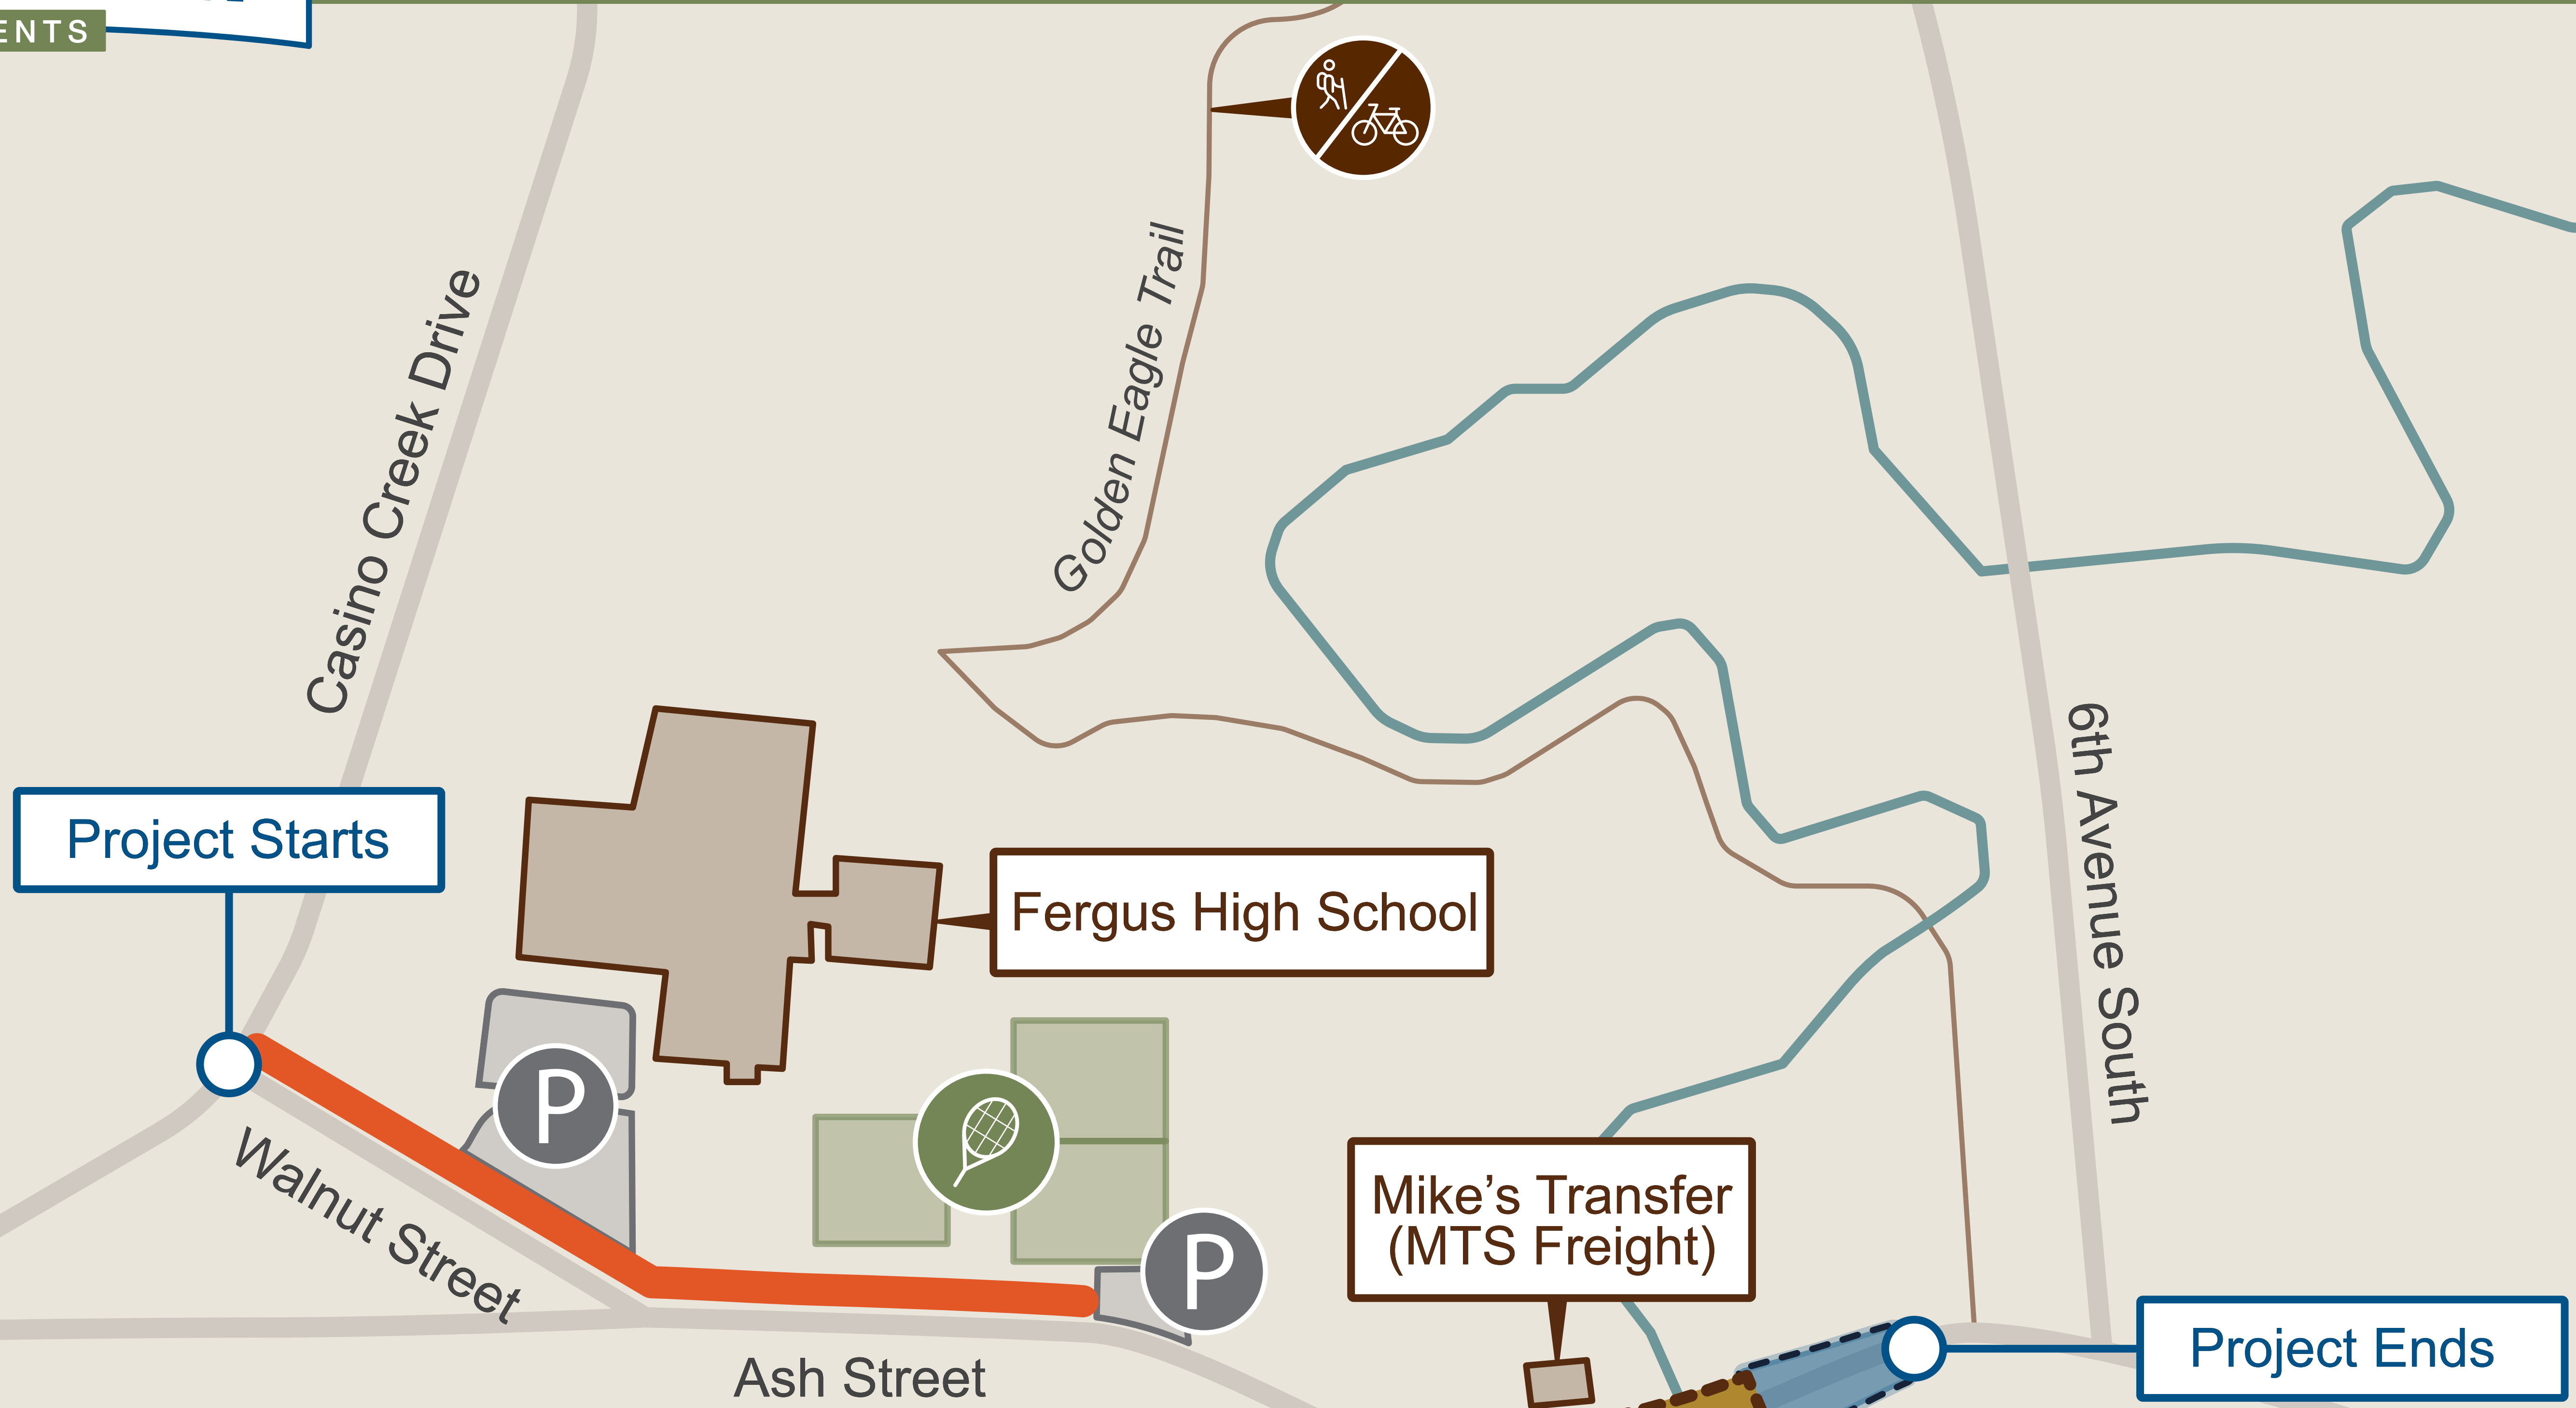 ENTS
Golden Eagle Trail
Casino Creek Drive
6th Avenue South
Project Starts
Fergus High School
P
Walnut Street
Mike's Transfer
(MTS Freight)
P
Project Ends
Ash Street